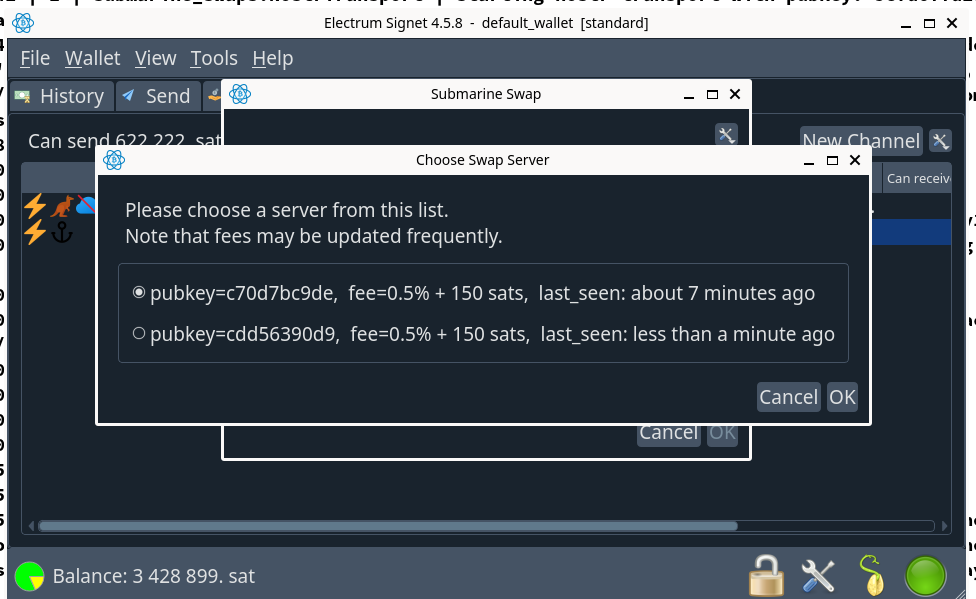 Electrum Signet 4.5.8 - default_wallet [standard]
File Wallet View Tools Help
History Send
Submarine Swap
Can send 622 222. sat
New Channel
Choose Swap Server
Can receiv
Please choose a server from this list.
Note that fees may be updated frequently.
pubkey=c70d7bc9de, fee=0.5% + 150 sats, last_seen: about 7 minutes ago
pubkey=cdd56390d9, fee=0.5% + 150 sats, last_seen: less than a minute ago
Cancel OK
Cancel OK
Balance: 3 428 899. sat